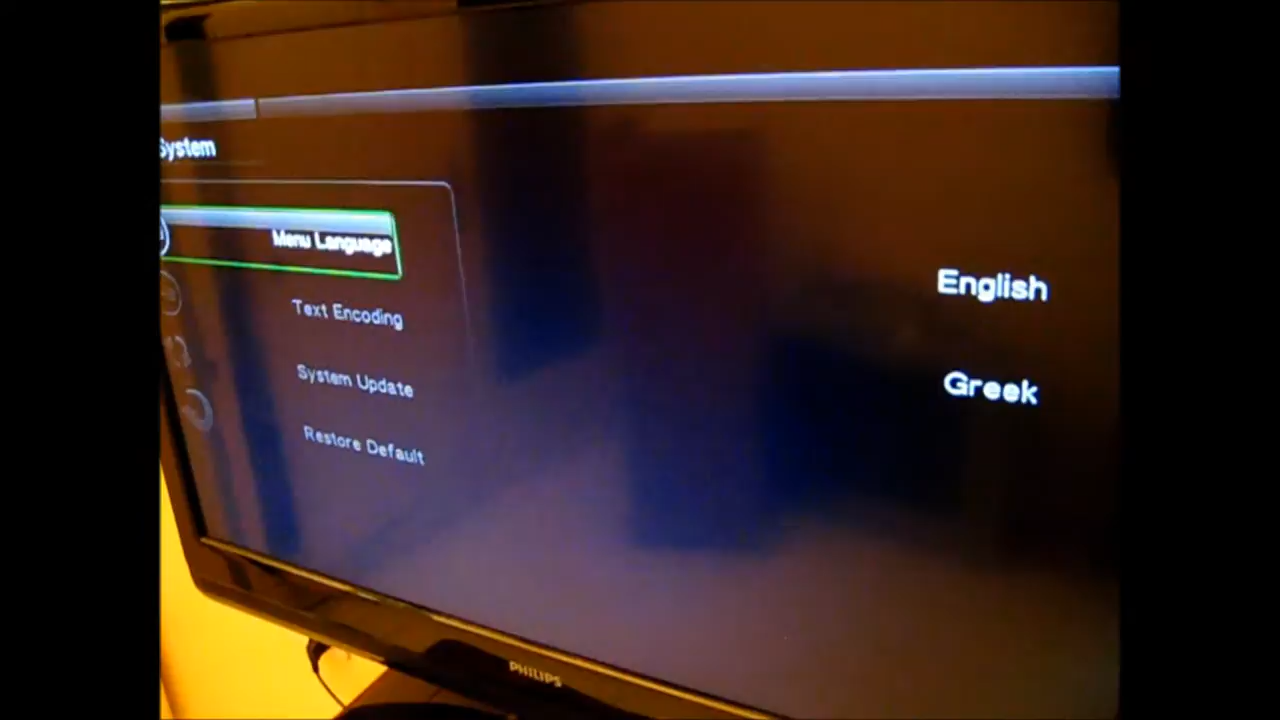 System
Menu Language
English
Text Encoding
Greek
System Update
Restore Default
PHILIPS